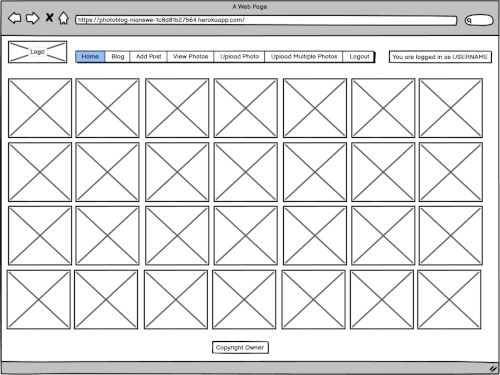 A Web Page
https://photoblog-nianswe-1c8d81b27564.herokuapp.com/
Logo
Home Blog Add Post View Photos Upload Photo Upload Multiple Photos Logout
You are logged in as USERNAME
Copyright Owner